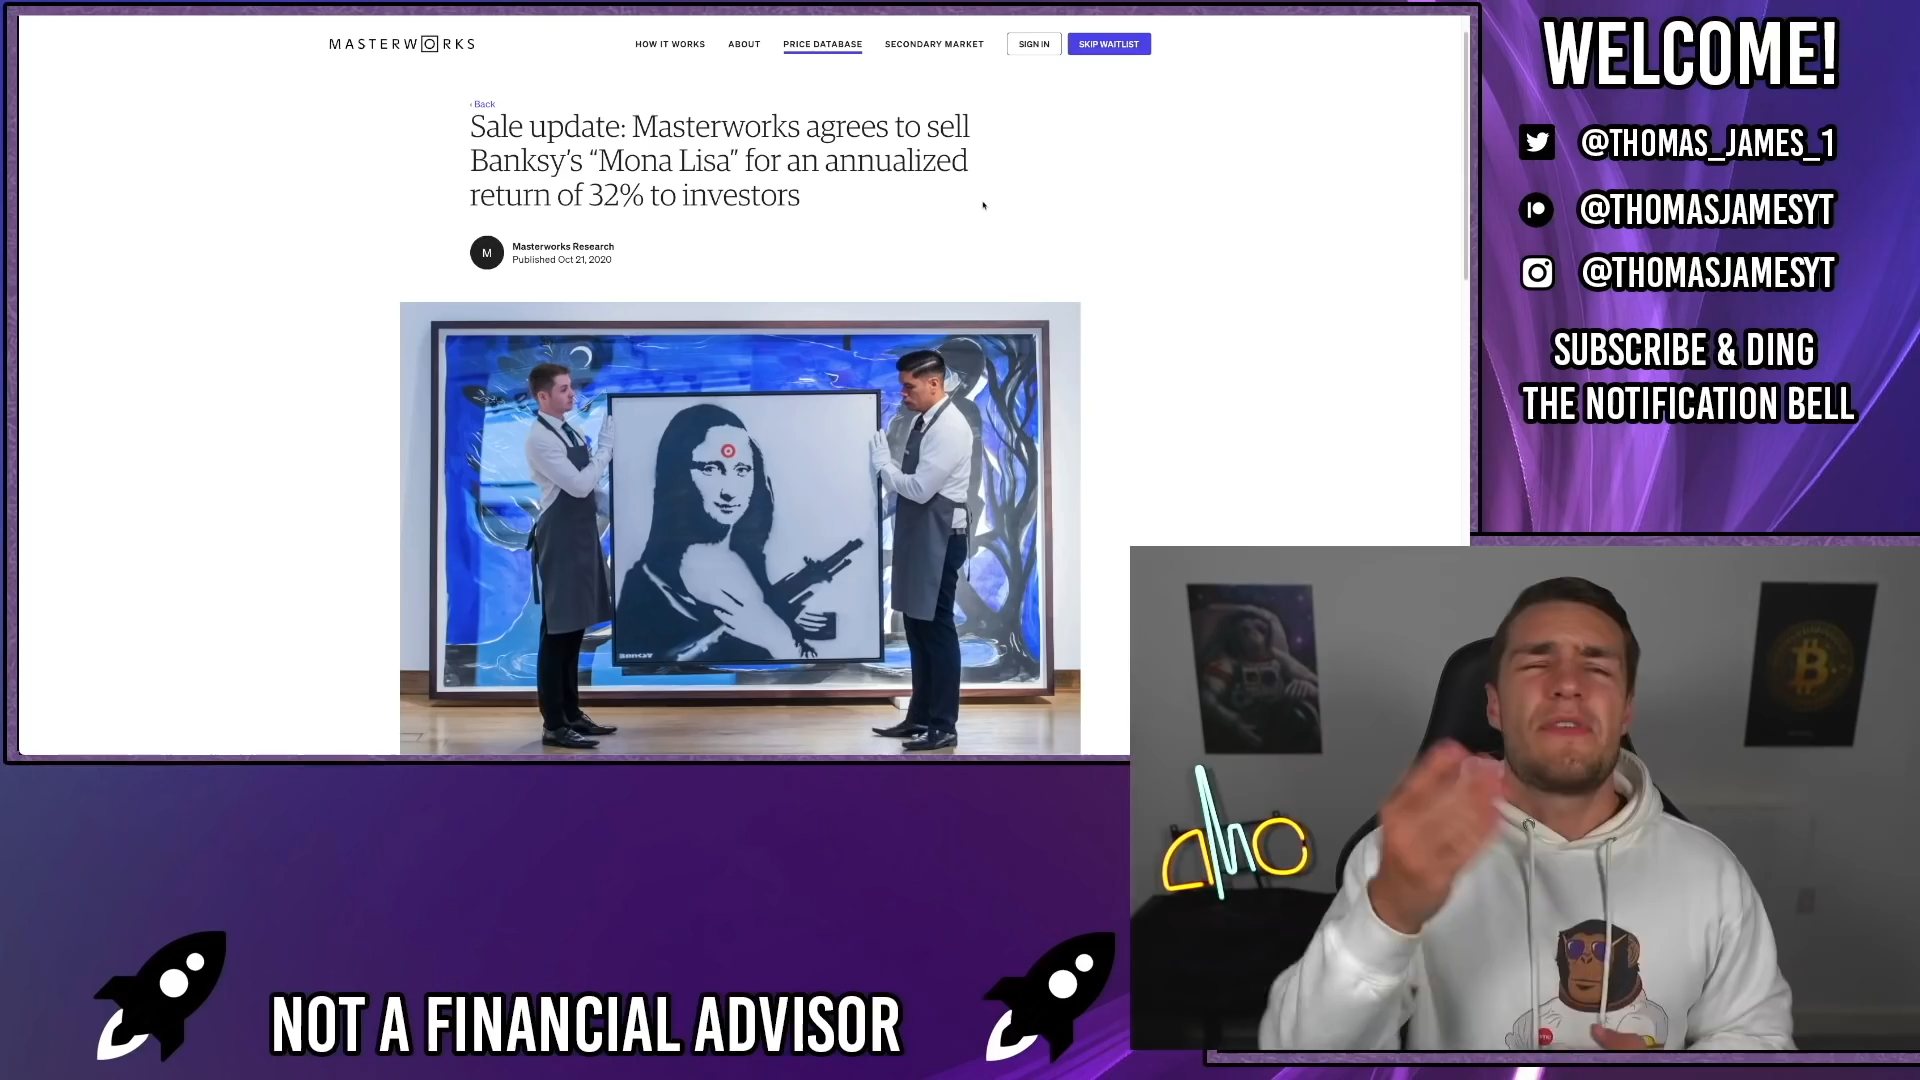 MASTERWORKS
HOW IT WORKS
ABOUT
PRICE DATABASE
SECONDARY MARKET
SIGN IN
SKIP WAITLIST
‹ Back
Sale update: Masterworks agrees to sell
Banksy’s “Mona Lisa” for an annualized
return of 32% to investors
M
Masterworks Research
Published Oct 21, 2020
BANKSY
WELCOME!
@THOMAS_JAMES_1
@THOMASJAMESYT
@THOMASJAMESYT
SUBSCRIBE & DING
THE NOTIFICATION BELL
NOT A FINANCIAL ADVISOR